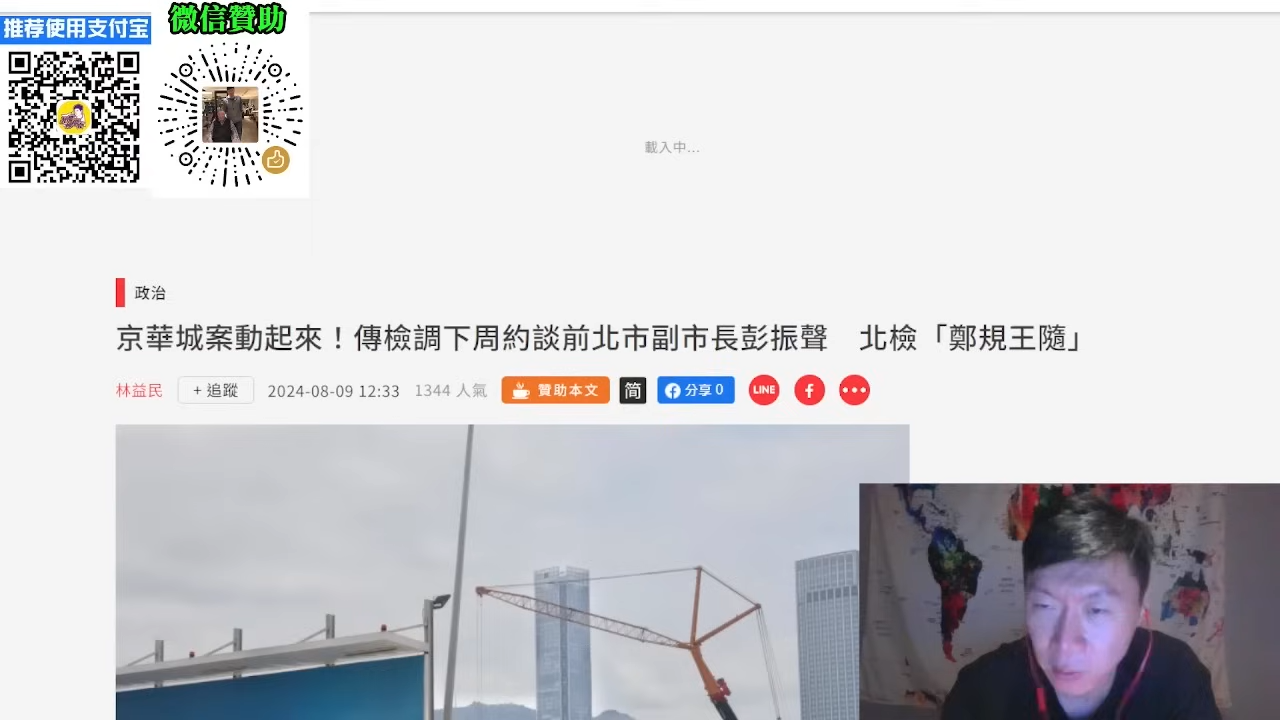 推荐使用支付宝
微信贊助
載入中...
政治
京華城案動起來！傳檢調下周約談前北市副市長彭振聲　北檢「鄭規王隨」
林益民 + 追蹤 2024-08-09 12:33 1344 人氣 贊助本文 简 分享 0 LINE